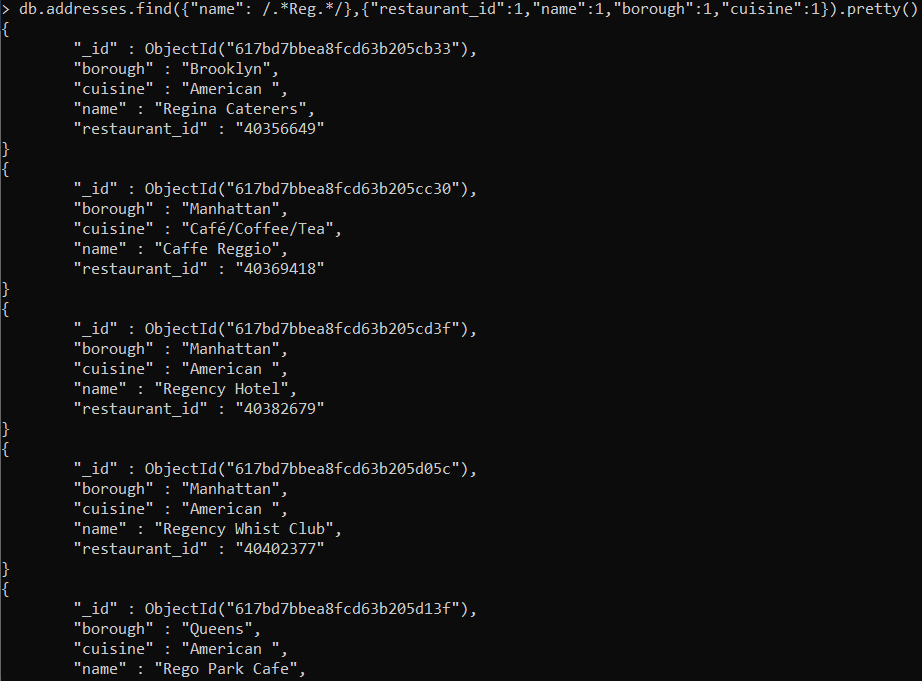 > db.addresses.find({"name": /.*Reg.*/},{"restaurant_id":1,"name":1,"borough":1,"cuisine":1}).pretty()
{
"_id" : ObjectId("617bd7bbea8fcd63b205cb33"),
"borough" : "Brooklyn",
"cuisine" : "American ",
"name" : "Regina Caterers",
"restaurant_id" : "40356649"
}
{
"_id" : ObjectId("617bd7bbea8fcd63b205cc30"),
"borough" : "Manhattan",
"cuisine" : "Café/Coffee/Tea",
"name" : "Caffe Reggio",
"restaurant_id" : "40369418"
}
{
"_id" : ObjectId("617bd7bbea8fcd63b205cd3f"),
"borough" : "Manhattan",
"cuisine" : "American ",
"name" : "Regency Hotel",
"restaurant_id" : "40382679"
}
{
"_id" : ObjectId("617bd7bbea8fcd63b205d05c"),
"borough" : "Manhattan",
"cuisine" : "American ",
"name" : "Regency Whist Club",
"restaurant_id" : "40402377"
}
{
"_id" : ObjectId("617bd7bbea8fcd63b205d13f"),
"borough" : "Queens",
"cuisine" : "American ",
"name" : "Rego Park Cafe",